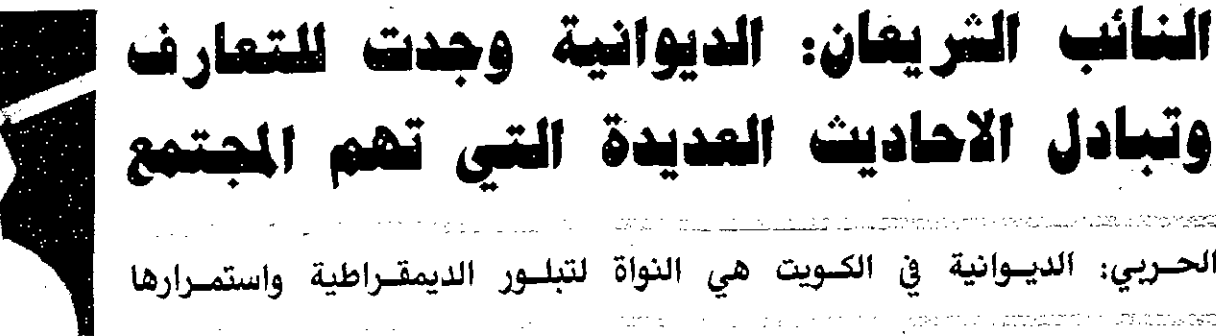 النائب الشريعان: الديوانية وجدت للتعارف
وتبادل الاحاديث العديدة التي تهم المجتمع
الحربي: الديوانية في الكويت هي النواة لتبلور الديمقراطية واستمرارها